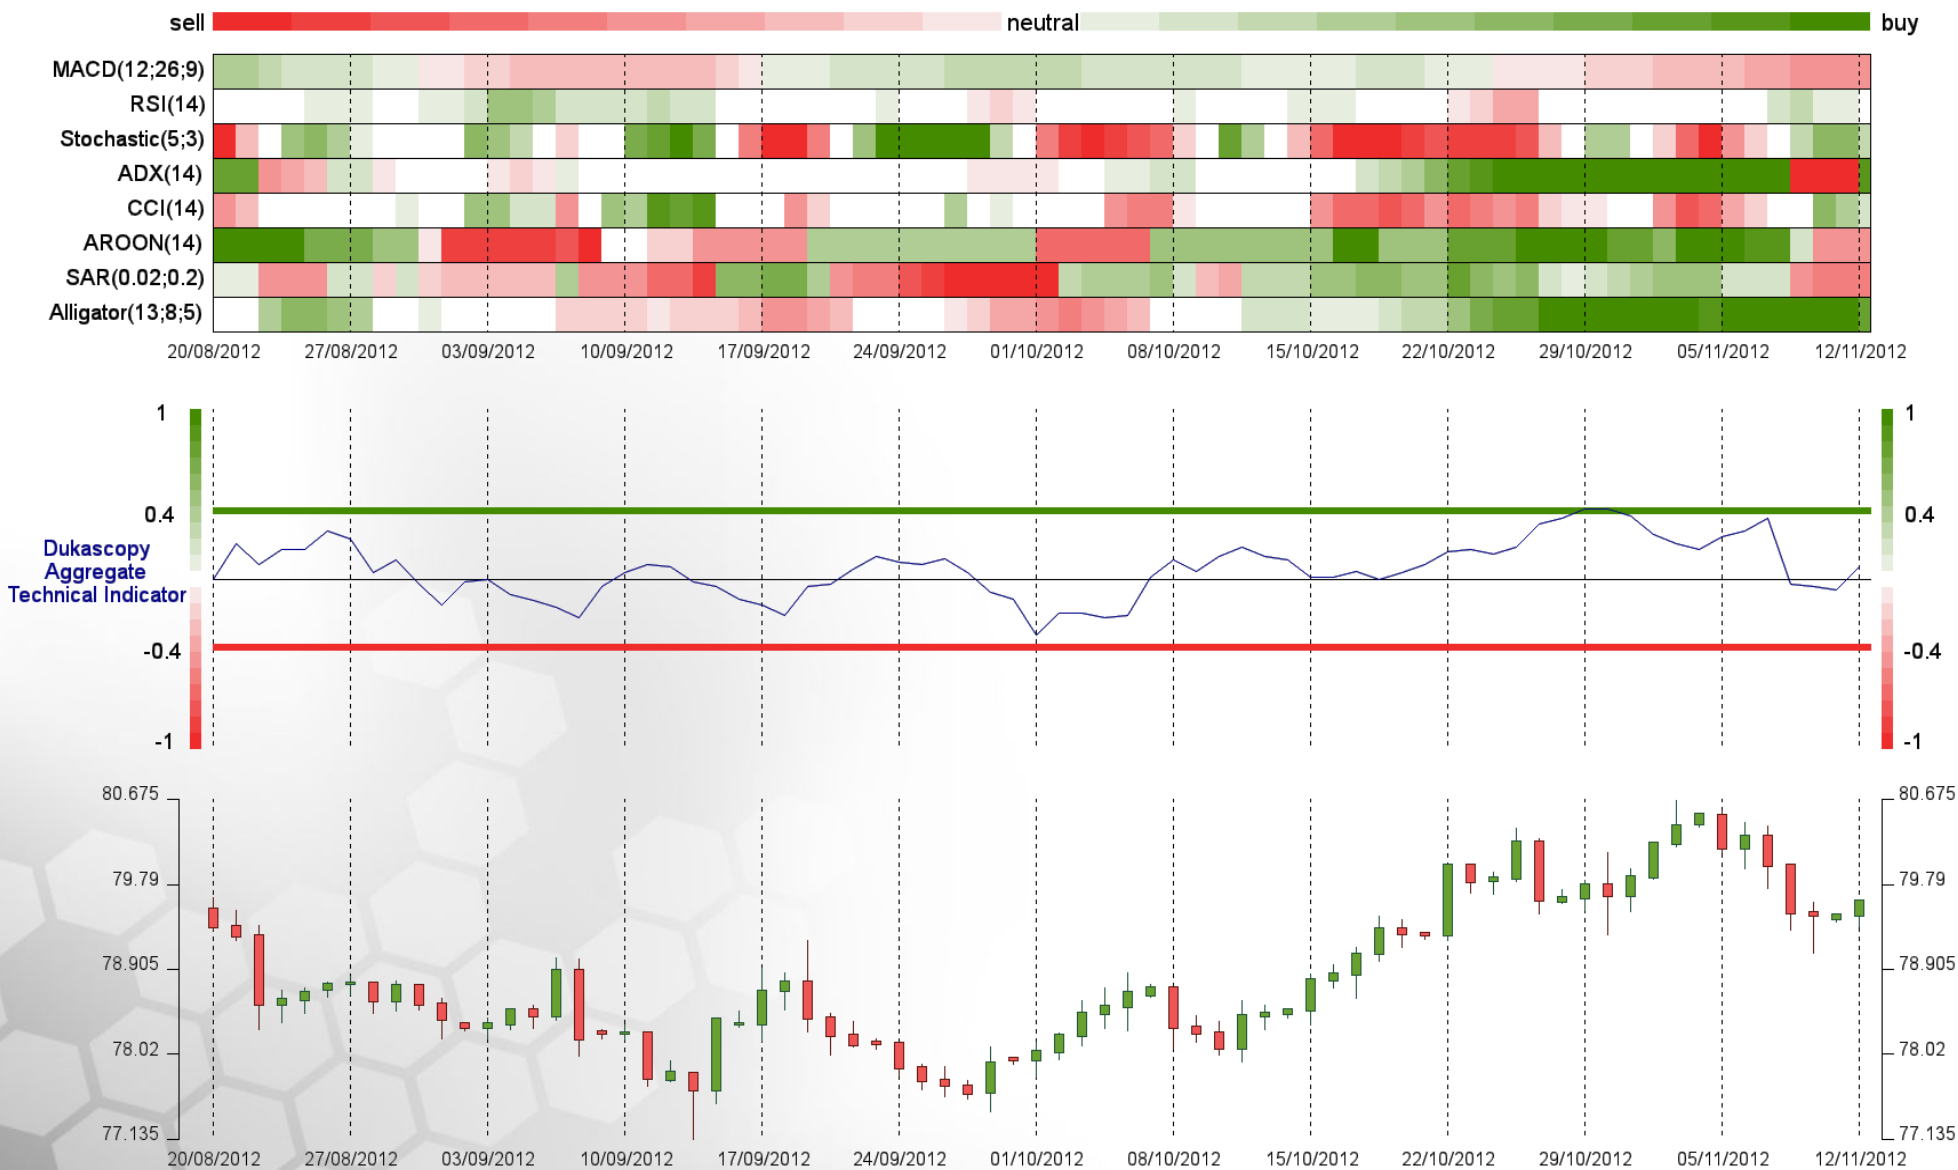 sell neutral buy
MACD(12;26;9)
RSI(14)
Stochastic(5;3)
ADX(14)
CCI(14)
AROON(14)
SAR(0.02;0.2)
Alligator(13;8;5)
20/08/2012 27/08/2012 03/09/2012 10/09/2012 17/09/2012 24/09/2012 01/10/2012 08/10/2012 15/10/2012 22/10/2012 29/10/2012 05/11/2012 12/11/2012
1 1
0.4 0.4
Dukascopy
Aggregate
Technical Indicator
-0.4 -0.4
-1 -1
80.675 80.675
79.79 79.79
78.905 78.905
78.02 78.02
77.135 77.135
20/08/2012 27/08/2012 03/09/2012 10/09/2012 17/09/2012 24/09/2012 01/10/2012 08/10/2012 15/10/2012 22/10/2012 29/10/2012 05/11/2012 12/11/2012